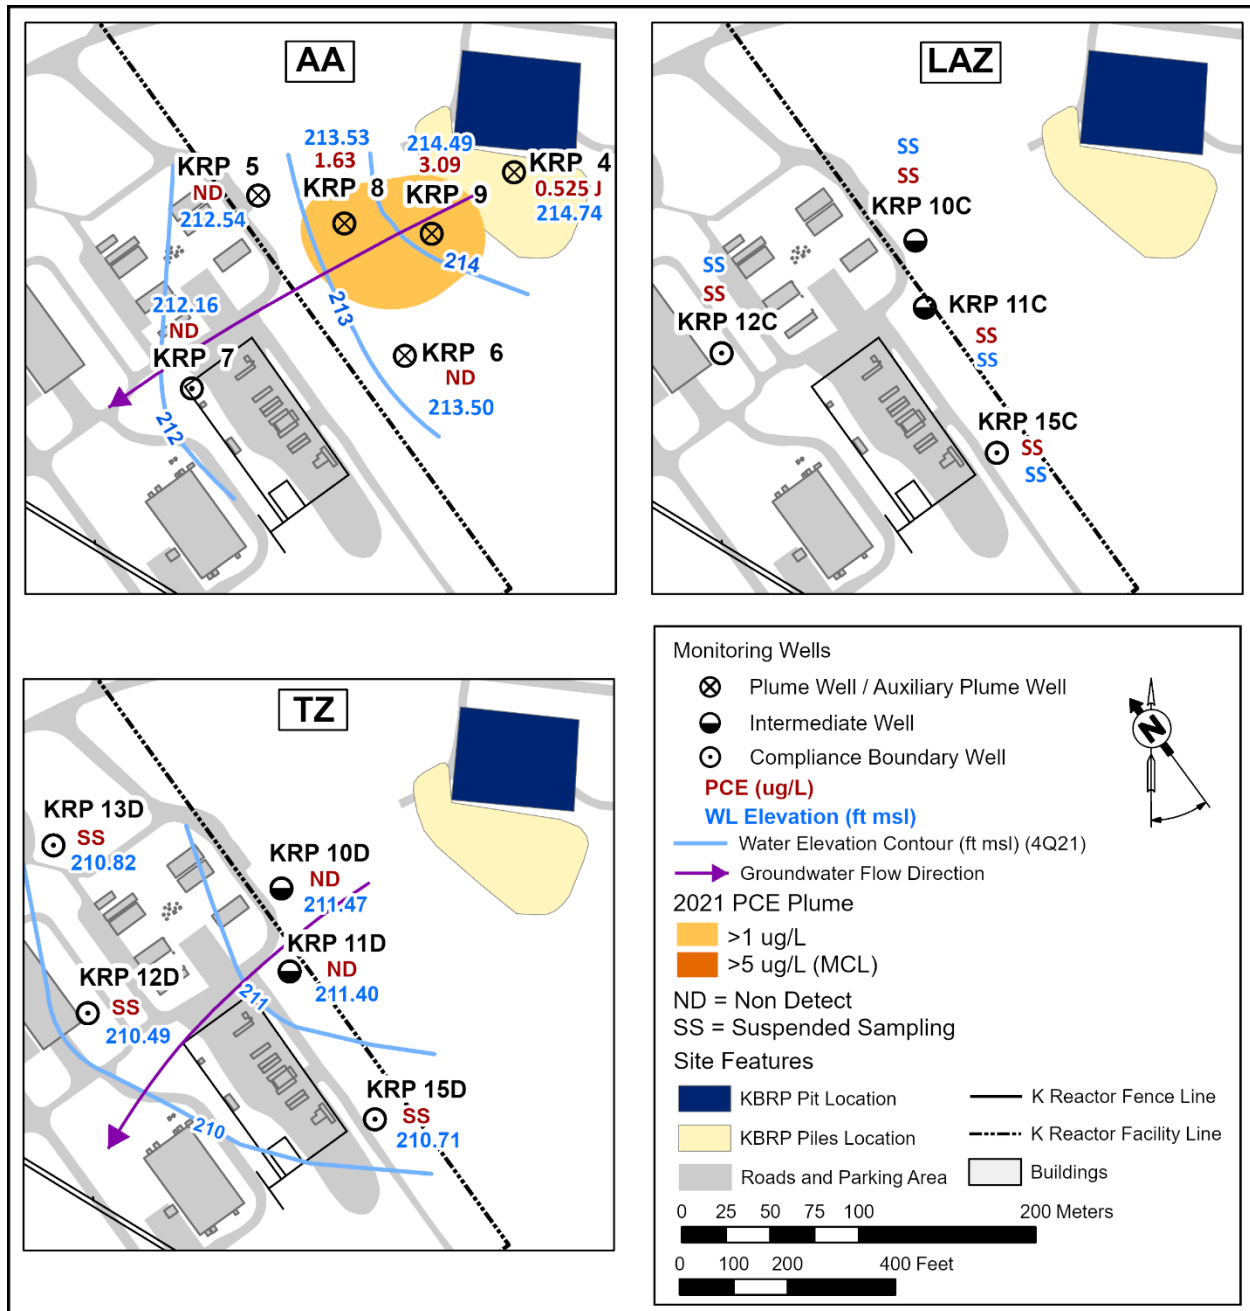 AA
213.53
1.63
KRP 8
214.49
3.09
KRP 9
KRP 4
0.525 J
214.74
KRP 5
ND
212.54
214
213
212.16
ND
KRP 7
212
KRP 6
ND
213.50
LAZ
SS
SS
KRP 10C
SS
SS
KRP 12C
KRP 11C
SS
SS
KRP 15C
SS
SS
TZ
KRP 13D
SS
210.82
KRP 10D
ND
211.47
KRP 11D
ND
211.40
KRP 12D
SS
210.49
211
KRP 15D
SS
210.71
210
Monitoring Wells
Plume Well / Auxiliary Plume Well
Intermediate Well
Compliance Boundary Well
PCE (ug/L)
WL Elevation (ft msl)
Water Elevation Contour (ft msl) (4Q21)
Groundwater Flow Direction
N
2021 PCE Plume
>1 ug/L
>5 ug/L (MCL)
ND = Non Detect
SS = Suspended Sampling
Site Features
KBRP Pit Location
K Reactor Fence Line
KBRP Piles Location
K Reactor Facility Line
Roads and Parking Area
Buildings
0 25 50 75 100 200 Meters
0 100 200 400 Feet